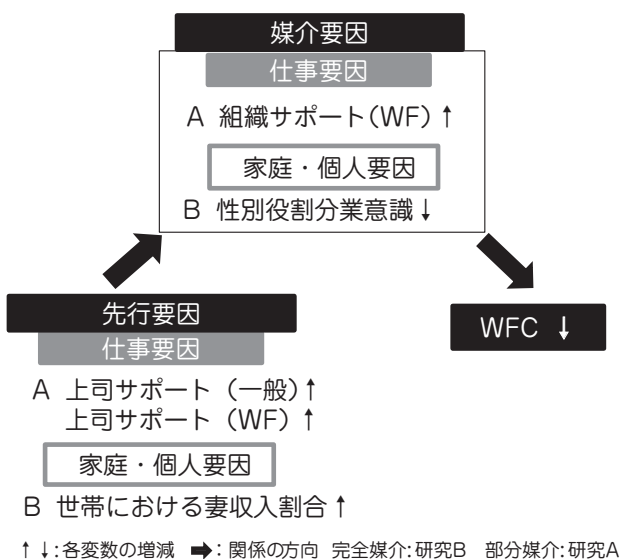 媒介要因
仕事要因
A 組織サポート(WF)↑
家庭・個人要因
B 性別役割分業意識↓
先行要因
仕事要因
A 上司サポート(一般)↑
上司サポート(WF)↑
家庭・個人要因
B 世帯における妻収入割合↑
WFC ↓
↑↓:各変数の増減 ➡:関係の方向 完全媒介:研究B 部分媒介:研究A